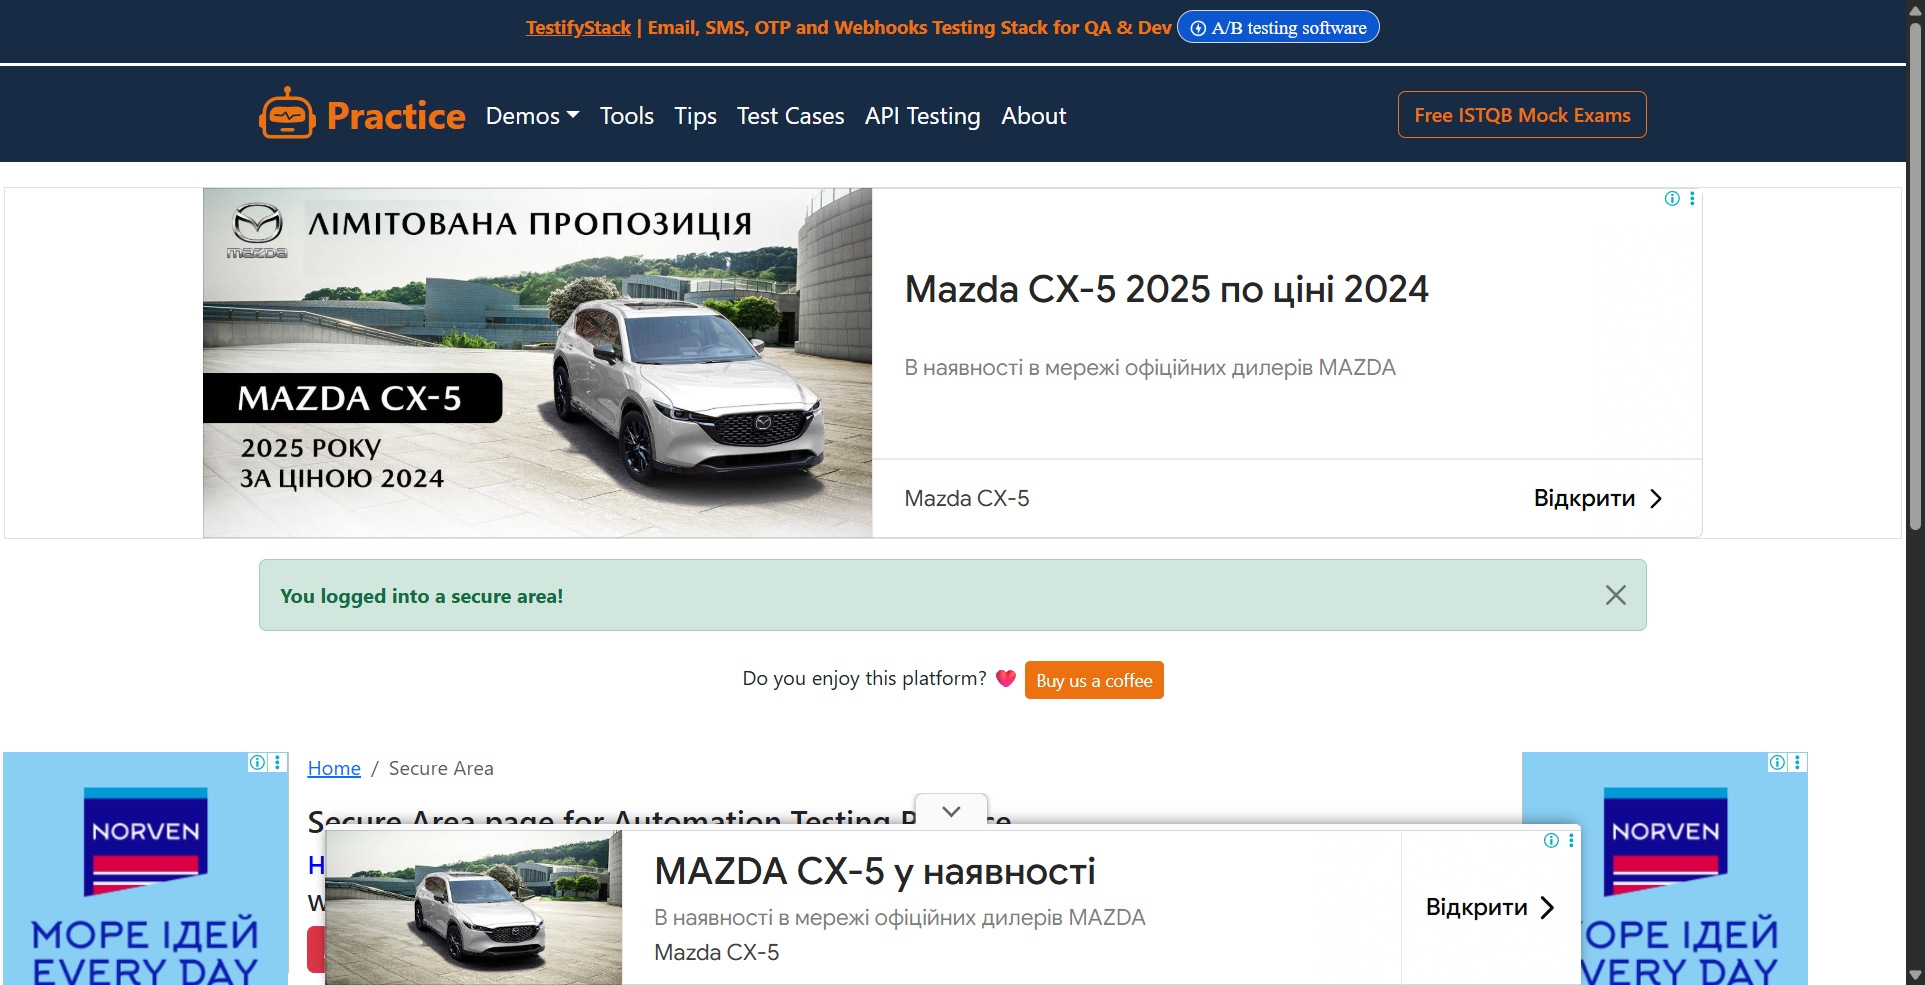 TestifyStack | Email, SMS, OTP and Webhooks Testing Stack for QA & Dev
A/B testing software
Practice
Demos
Tools
Tips
Test Cases
API Testing
About
Free ISTQB Mock Exams
mazda
ЛІМІТОВАНА ПРОПОЗИЦІЯ
MAZDA CX-5
2025 РОКУ
ЗА ЦІНОЮ 2024
Mazda CX-5 2025 по ціні 2024
В наявності в мережі офіційних дилерів MAZDA
Mazda CX-5
Відкрити
You logged into a secure area!
Do you enjoy this platform?
Buy us a coffee
Home / Secure Area
Secure Area page for Automation Testing
NORVEN
МОРЕ ІДЕЙ
EVERY DAY
MAZDA CX-5 у наявності
В наявності в мережі офіційних дилерів MAZDA
Mazda CX-5
Відкрити
NORVEN
ОРЕ ІДЕЙ
VERY DAY